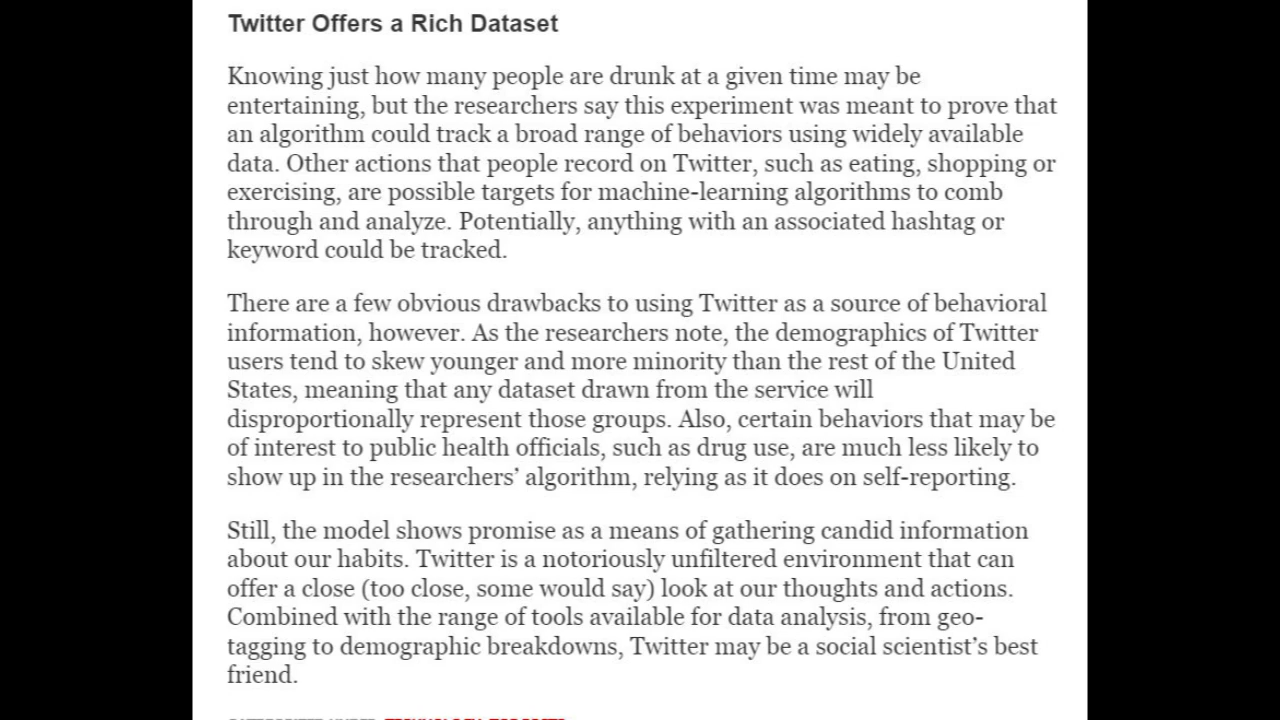 Twitter Offers a Rich Dataset
Knowing just how many people are drunk at a given time may be
entertaining, but the researchers say this experiment was meant to prove that
an algorithm could track a broad range of behaviors using widely available
data. Other actions that people record on Twitter, such as eating, shopping or
exercising, are possible targets for machine-learning algorithms to comb
through and analyze. Potentially, anything with an associated hashtag or
keyword could be tracked.
There are a few obvious drawbacks to using Twitter as a source of behavioral
information, however. As the researchers note, the demographics of Twitter
users tend to skew younger and more minority than the rest of the United
States, meaning that any dataset drawn from the service will
disproportionally represent those groups. Also, certain behaviors that may be
of interest to public health officials, such as drug use, are much less likely to
show up in the researchers’ algorithm, relying as it does on self-reporting.
Still, the model shows promise as a means of gathering candid information
about our habits. Twitter is a notoriously unfiltered environment that can
offer a close (too close, some would say) look at our thoughts and actions.
Combined with the range of tools available for data analysis, from geo-
tagging to demographic breakdowns, Twitter may be a social scientist’s best
friend.